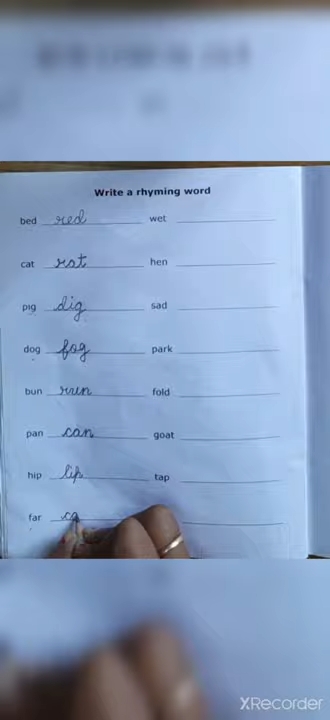 Write a rhyming word
bed red wet
cat rat hen
pig dig sad
dog fog park
bun run fold
pan can goat
hip lip tap
far ca
XRecorder